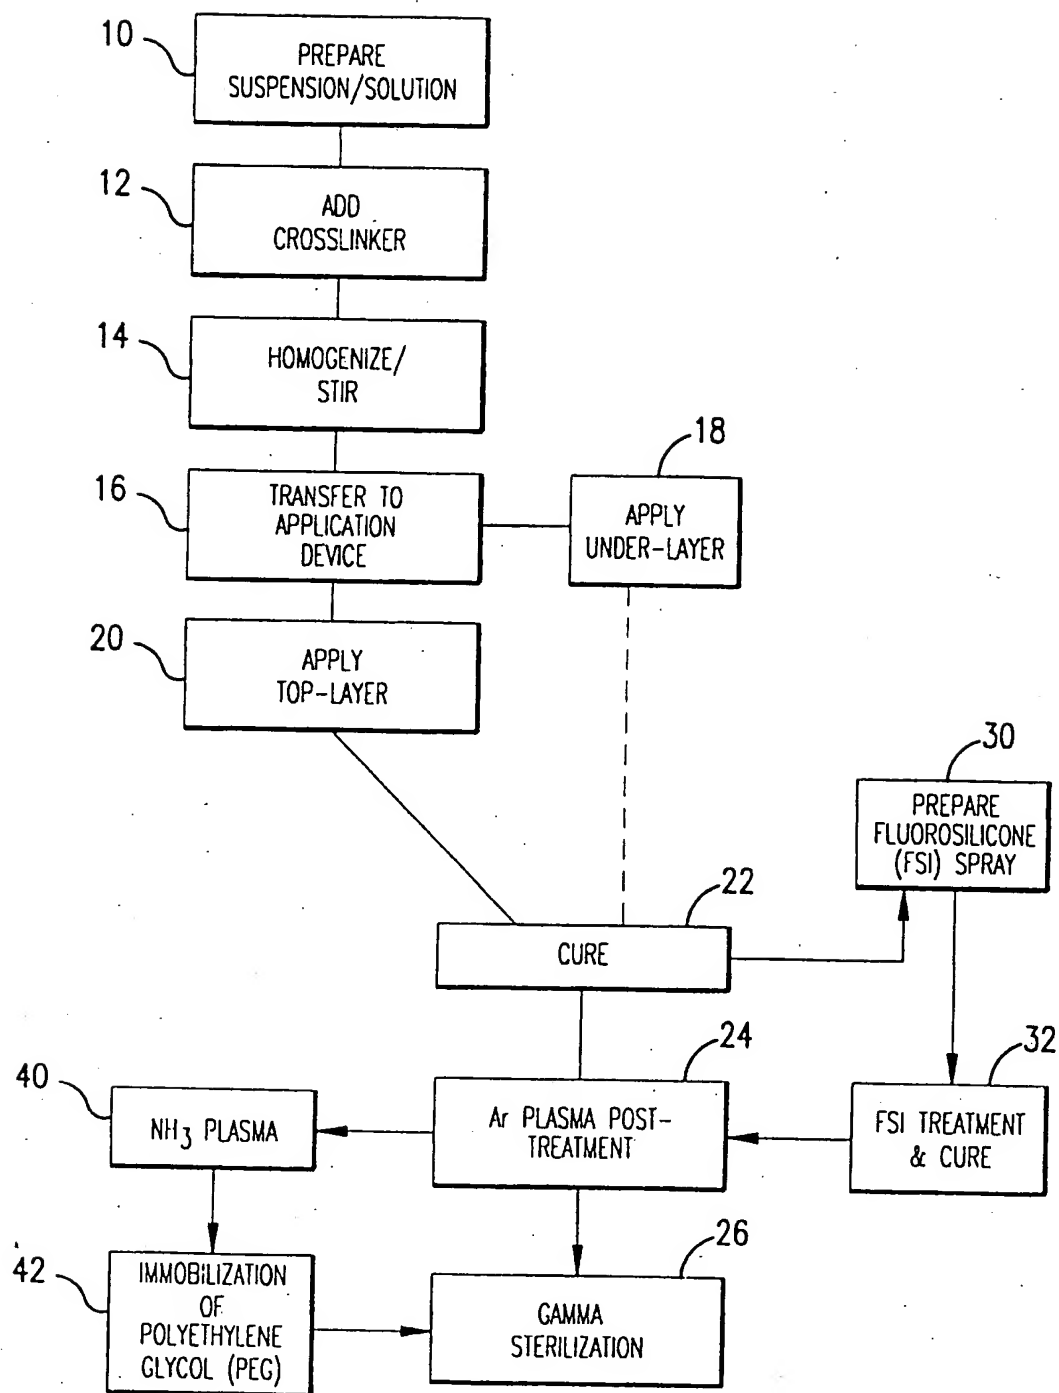 10
PREPARE
SUSPENSION/SOLUTION
12
ADD
CROSSLINKER
14
HOMOGENIZE/
STIR
16
TRANSFER TO
APPLICATION
DEVICE
18
APPLY
UNDER-LAYER
20
APPLY
TOP-LAYER
30
PREPARE
FLUOROSILICONE
(FSI) SPRAY
22
CURE
24
Ar PLASMA POST-
TREATMENT
32
FSI TREATMENT
& CURE
40
NH3 PLASMA
42
IMMOBILIZATION
OF
POLYETHYLENE
GLYCOL (PEG)
26
GAMMA
STERILIZATION